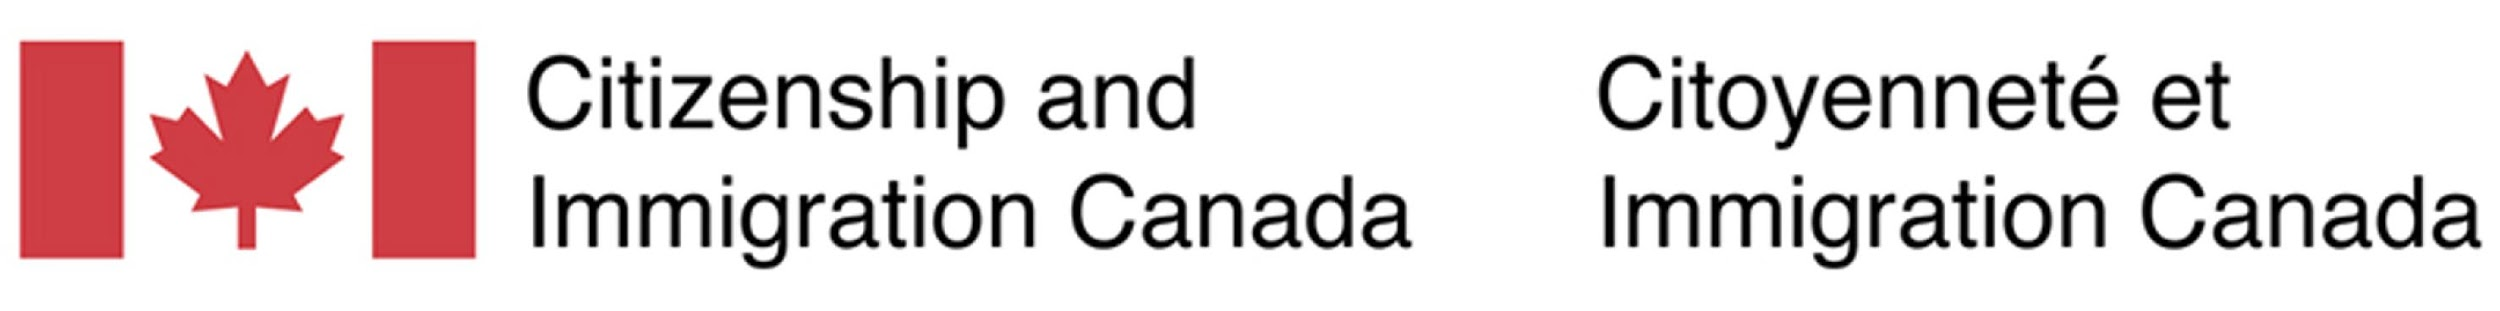 Citizenship and
Immigration Canada
Citoyenneté et
Immigration Canada